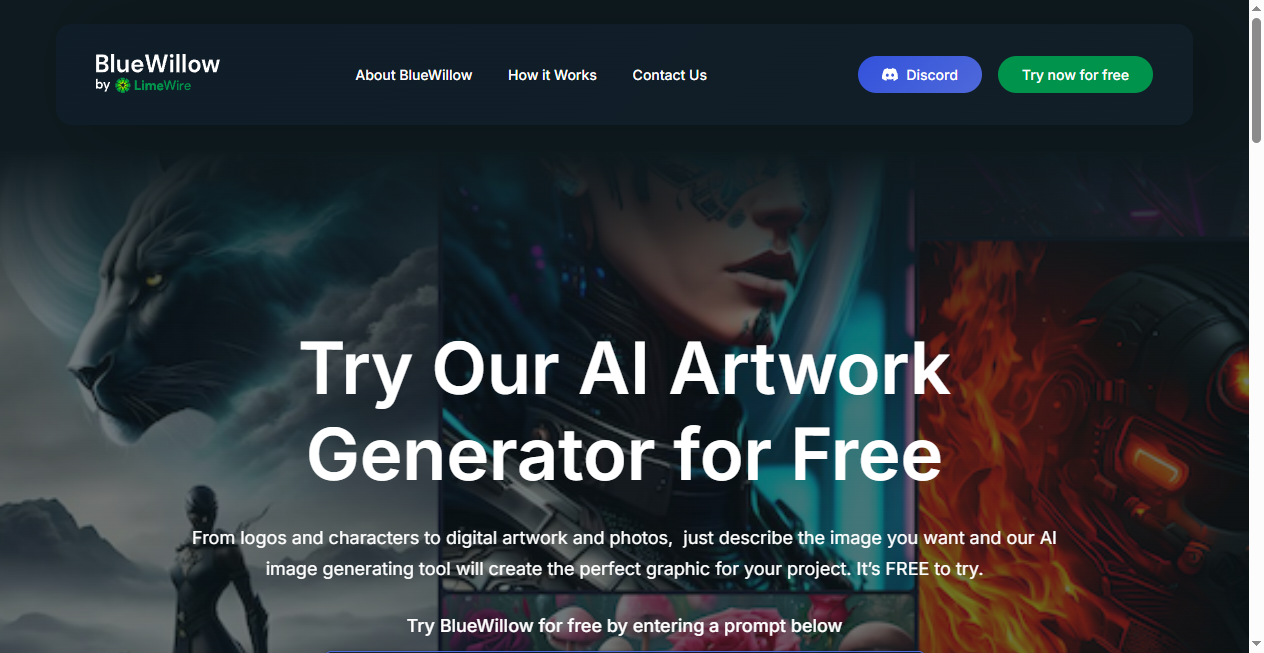 BlueWillow
by LimeWire
About BlueWillow
How it Works
Contact Us
Discord
Try now for free
Try Our AI Artwork
Generator for Free
From logos and characters to digital artwork and photos,  just describe the image you want and our AI
image generating tool will create the perfect graphic for your project. It’s FREE to try.
Try BlueWillow for free by entering a prompt below